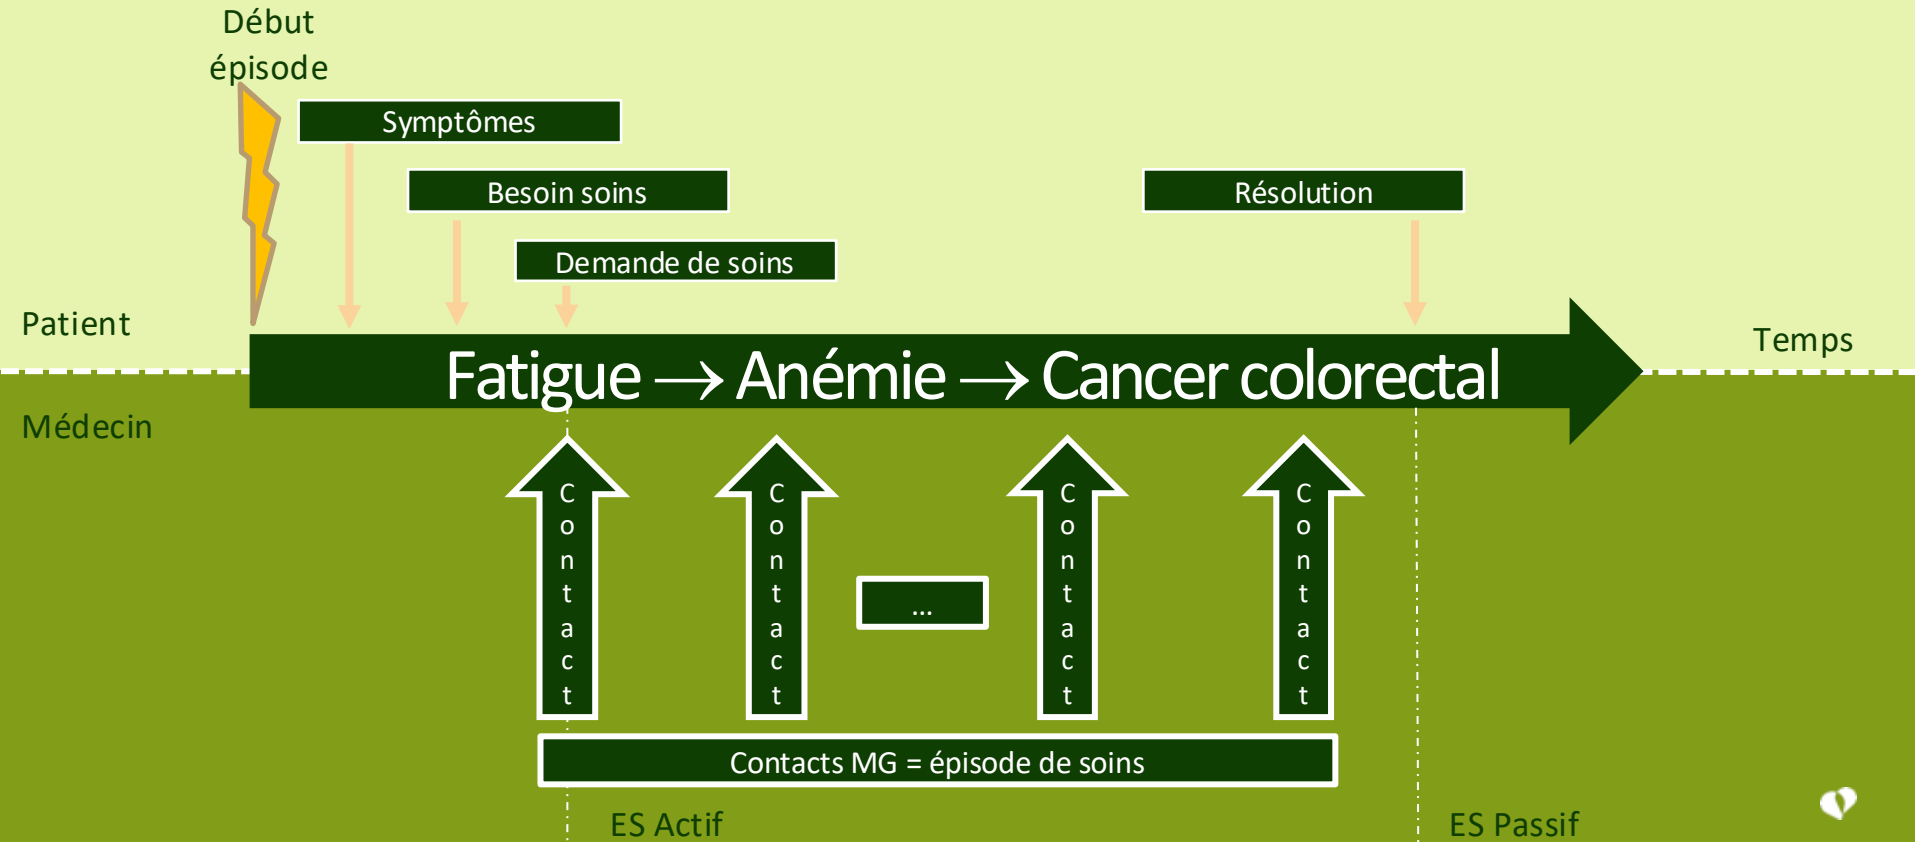 Début
épisode
Symptômes
Besoin soins
Résolution
Demande de soins
Patient
Temps
Fatigue → Anémie → Cancer colorectal
Médecin
Contact
Contact
...
Contact
Contact
Contacts MG = épisode de soins
ES Actif
ES Passif